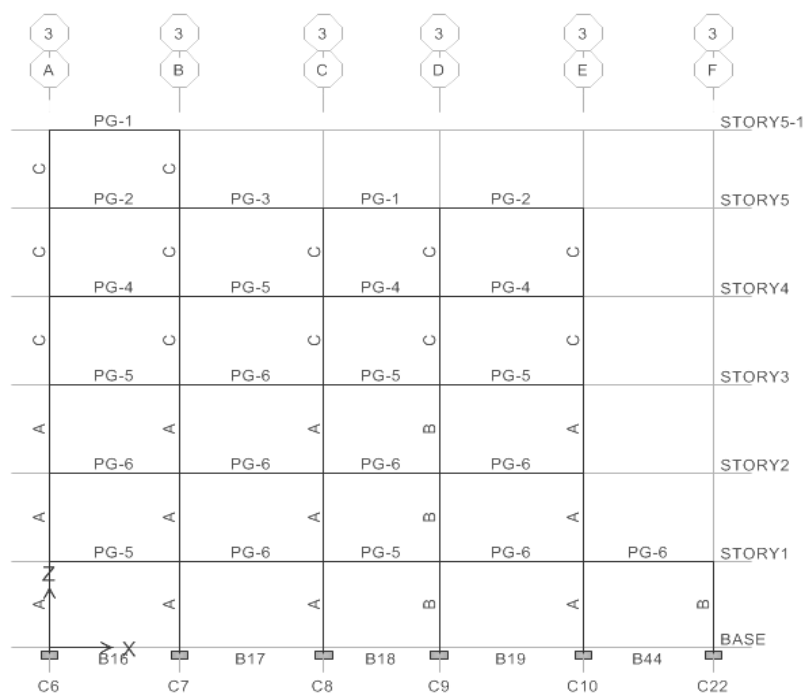 3 3 3 3 3 3
A B C D E F
PG-1 STORY5-1
C C
PG-2 PG-3 PG-1 PG-2 STORY5
C C C C C
PG-4 PG-5 PG-4 PG-4 STORY4
C C C C C
PG-5 PG-6 PG-5 PG-5 STORY3
A A A B A
PG-6 PG-6 PG-6 PG-6 STORY2
A A A B A
PG-5 PG-6 PG-5 PG-6 PG-6 STORY1
Z
A A A B A B
X BASE
B16 B17 B18 B19 B44
C6 C7 C8 C9 C10 C22